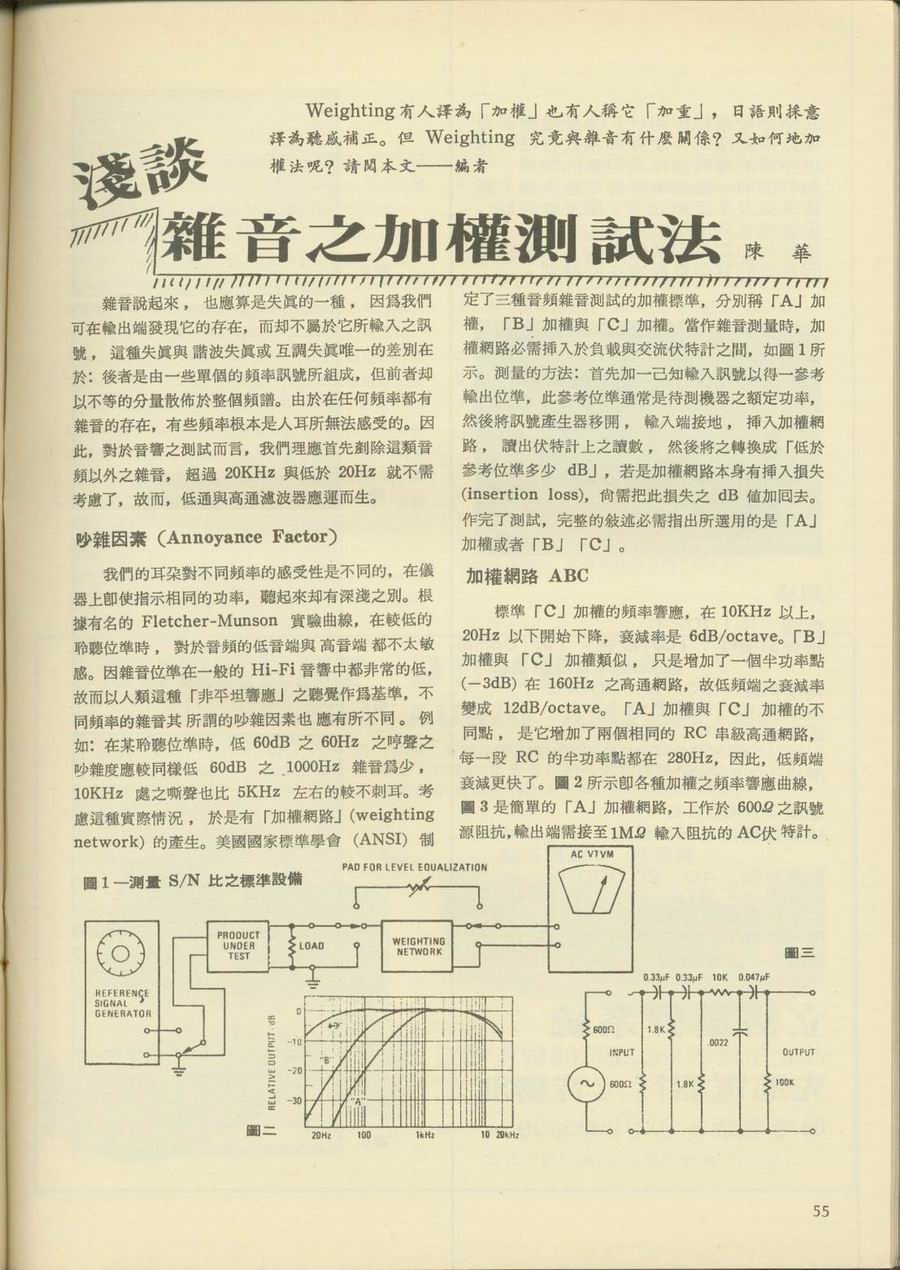 Weighting有人譯為「加權」也有人稱它「加重」，日語則採意
譯為聽感補正。但 Weighting 究竟與雜音有什麼關係？又如何地加
權法呢？請閱本文——編者
淺談
雜音之加權測試法
陳 華
雜音說起來，也應算是失眞的一種，因爲我們
可在輸出端發現它的存在，而却不屬於它所輸入之訊
號，這種失眞與諧波失眞或互調失眞唯一的差別在
於：後者是由一些單個的頻率訊號所組成，但前者却
以不等的分量散佈於整個頻譜。由於在任何頻率都有
雜音的存在，有些頻率根本是人耳所無法感受的。因
此，對於音響之測試而言，我們理應首先剷除這類音
頻以外之雜音，超過 20KHz 與低於 20Hz 就不需
考慮了，故而，低通與高通濾波器應運而生。
吵雜因素（Annoyance Factor）
我們的耳朶對不同頻率的感受性是不同的，在儀
器上卽使指示相同的功率，聽起來却有深淺之別。根
據有名的 Fletcher-Munson 實驗曲線，在較低的
聆聽位準時，對於音頻的低音端與高音端都不太敏
感。因雜音位準在一般的 Hi-Fi 音響中都非常的低，
故而以人類這種「非平坦響應」之聽覺作爲基準，不
同頻率的雜音其所謂的吵雜因素也應有所不同。例
如：在某聆聽位準時，低 60dB 之 60Hz 之哼聲之
吵雜度應較同樣低 60dB 之 1000Hz 雜音爲少，
10KHz 處之嘶聲也比 5KHz 左右的較不刺耳。考
慮這種實際情況，於是有「加權網路」(weighting
network) 的產生。美國國家標準學會 (ANSI) 制
定了三種音頻雜音測試的加權標準，分別稱「A」加
權，「B」加權與「C」加權。當作雜音測量時，加
權網路必需挿入於負載與交流伏特計之間，如圖1所
示。測量的方法：首先加一己知輸入訊號以得一參考
輸出位準，此參考位準通常是待測機器之額定功率，
然後將訊號產生器移開，輸入端接地，挿入加權網
路，讀出伏特計上之讀數，然後將之轉換成「低於
參考位準多少 dB」，若是加權網路本身有挿入損失
(insertion loss)，尙需把此損失之 dB 値加囘去。
作完了測試，完整的敍述必需指出所選用的是「A」
加權或者「B」「C」。
加權網路 ABC
標準「C」加權的頻率響應，在 10KHz 以上，
20Hz 以下開始下降，衰減率是 6dB/octave。「B」
加權與「C」加權類似，只是增加了一個半功率點
(−3dB) 在 160Hz 之高通網路，故低頻端之衰減率
變成 12dB/octave。「A」加權與「C」加權的不
同點，是它增加了兩個相同的 RC 串級高通網路，
每一段 RC 的半功率點都在 280Hz，因此，低頻端
衰減更快了。圖2所示卽各種加權之頻率響應曲線，
圖3是簡單的「A」加權網路，工作於 600Ω之訊號
源阻抗，輸出端需接至1MΩ 輸入阻抗的 AC伏特計。
圖1—測量 S/N 比之標準設備
PAD FOR LEVEL EQUALIZATION
AC VTVM
PRODUCT
UNDER
TEST
LOAD
WEIGHTING
NETWORK
REFERENCE
SIGNAL
GENERATOR
RELATIVE OUTPUT-dB
0
-10
-20
-30
"B"
"A"
20Hz 100 1kHz 10 20kHz
圖二
圖三
0.33μF 0.33μF 10K 0.047μF
600Ω
1.8K
.0022
INPUT
OUTPUT
600Ω
1.8K
100K
55